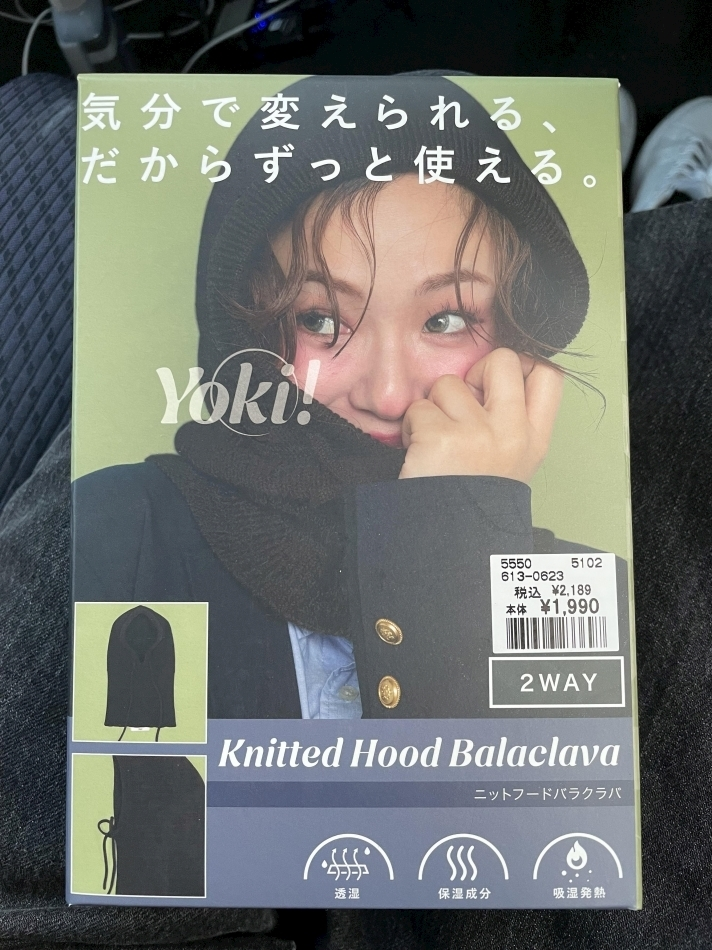 気分で変えられる、
だからずっと使える。
Yoki!
5550 5102
613-0623
税込 ¥2,189
本体 ¥1,990
2WAY
Knitted Hood Balaclava
ニットフードバラクラバ
透湿 保湿成分 吸湿発熱